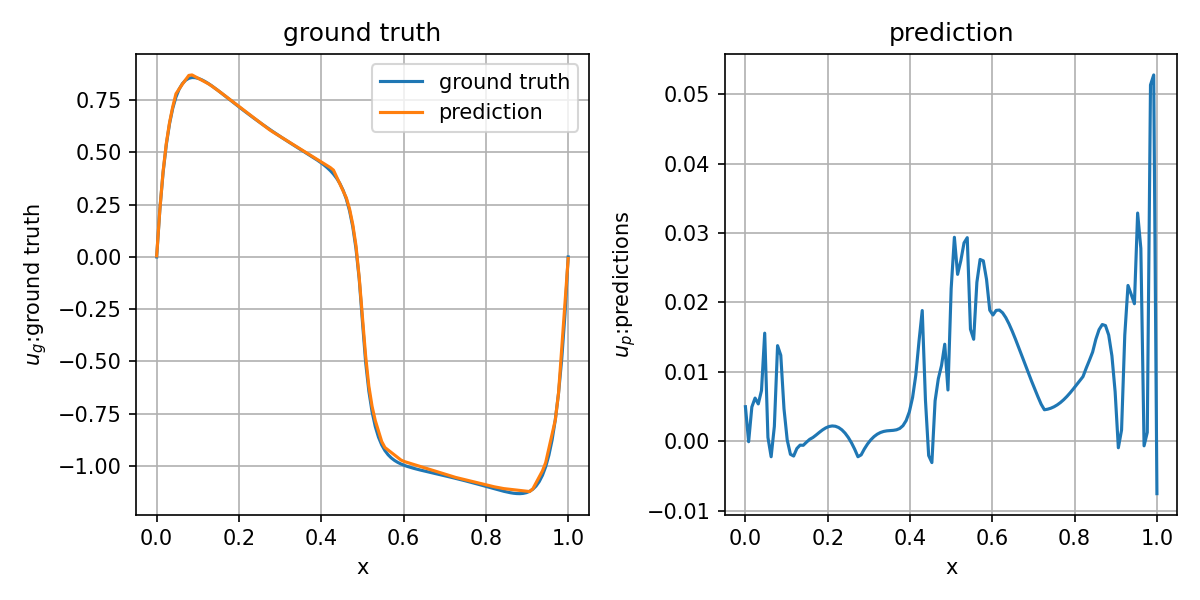 ground truth
ground truth
prediction
0.75
0.50
0.25
0.00
−0.25
−0.50
−0.75
−1.00
u_g:ground truth
0.0 0.2 0.4 0.6 0.8 1.0
x
prediction
0.05
0.04
0.03
0.02
0.01
0.00
−0.01
u_p:predictions
0.0 0.2 0.4 0.6 0.8 1.0
x